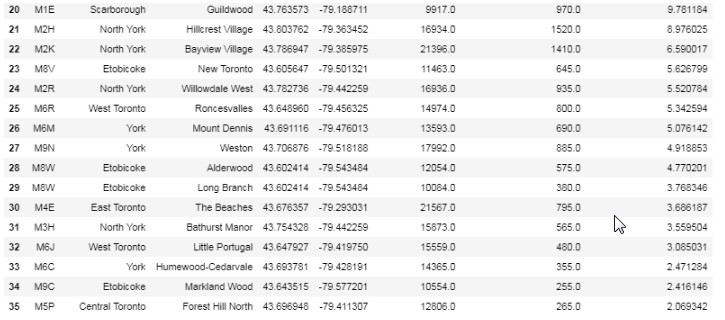 20 M1E Scarborough Guildwood 43.763573 -79.188711 9917.0 970.0 9.781184
21 M2H North York Hillcrest Village 43.803762 -79.363452 16934.0 1520.0 8.976025
22 M2K North York Bayview Village 43.786947 -79.385975 21396.0 1410.0 6.590017
23 M8V Etobicoke New Toronto 43.605647 -79.501321 11463.0 645.0 5.626799
24 M2R North York Willowdale West 43.782736 -79.442259 16936.0 935.0 5.520784
25 M6R West Toronto Roncesvalles 43.648960 -79.456325 14974.0 800.0 5.342594
26 M6M York Mount Dennis 43.691116 -79.476013 13593.0 690.0 5.076142
27 M9N York Weston 43.706876 -79.518188 17992.0 885.0 4.918853
28 M8W Etobicoke Alderwood 43.602414 -79.543484 12054.0 575.0 4.770201
29 M8W Etobicoke Long Branch 43.602414 -79.543484 10084.0 380.0 3.768346
30 M4E East Toronto The Beaches 43.676357 -79.293031 21567.0 795.0 3.686187
31 M3H North York Bathurst Manor 43.754328 -79.442259 15873.0 565.0 3.559504
32 M6J West Toronto Little Portugal 43.647927 -79.419750 15559.0 480.0 3.085031
33 M6C York Humewood-Cedarvale 43.693781 -79.428191 14365.0 355.0 2.471284
34 M9C Etobicoke Markland Wood 43.643515 -79.577201 10554.0 255.0 2.416146
35 M5P Central Toronto Forest Hill North 43.696948 -79.411307 12806.0 265.0 2.069342